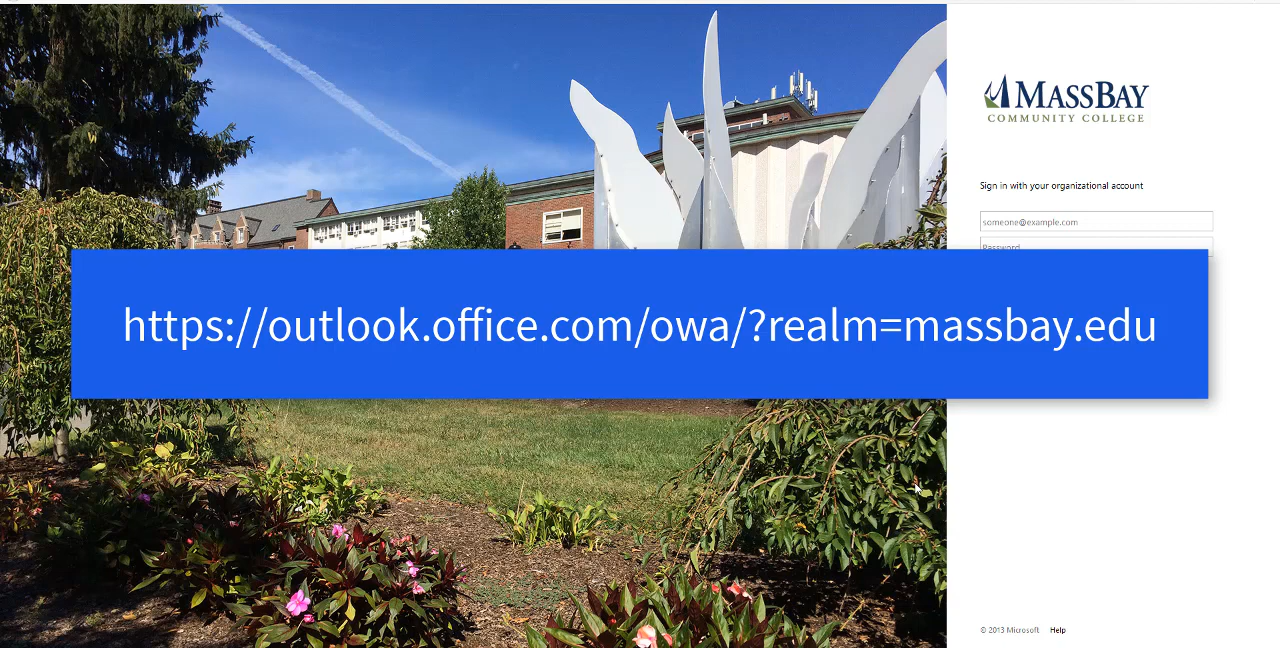 MASSBAY
COMMUNITY COLLEGE
Sign in with your organizational account
someone@example.com
Password
https://outlook.office.com/owa/?realm=massbay.edu
© 2013 Microsoft Help